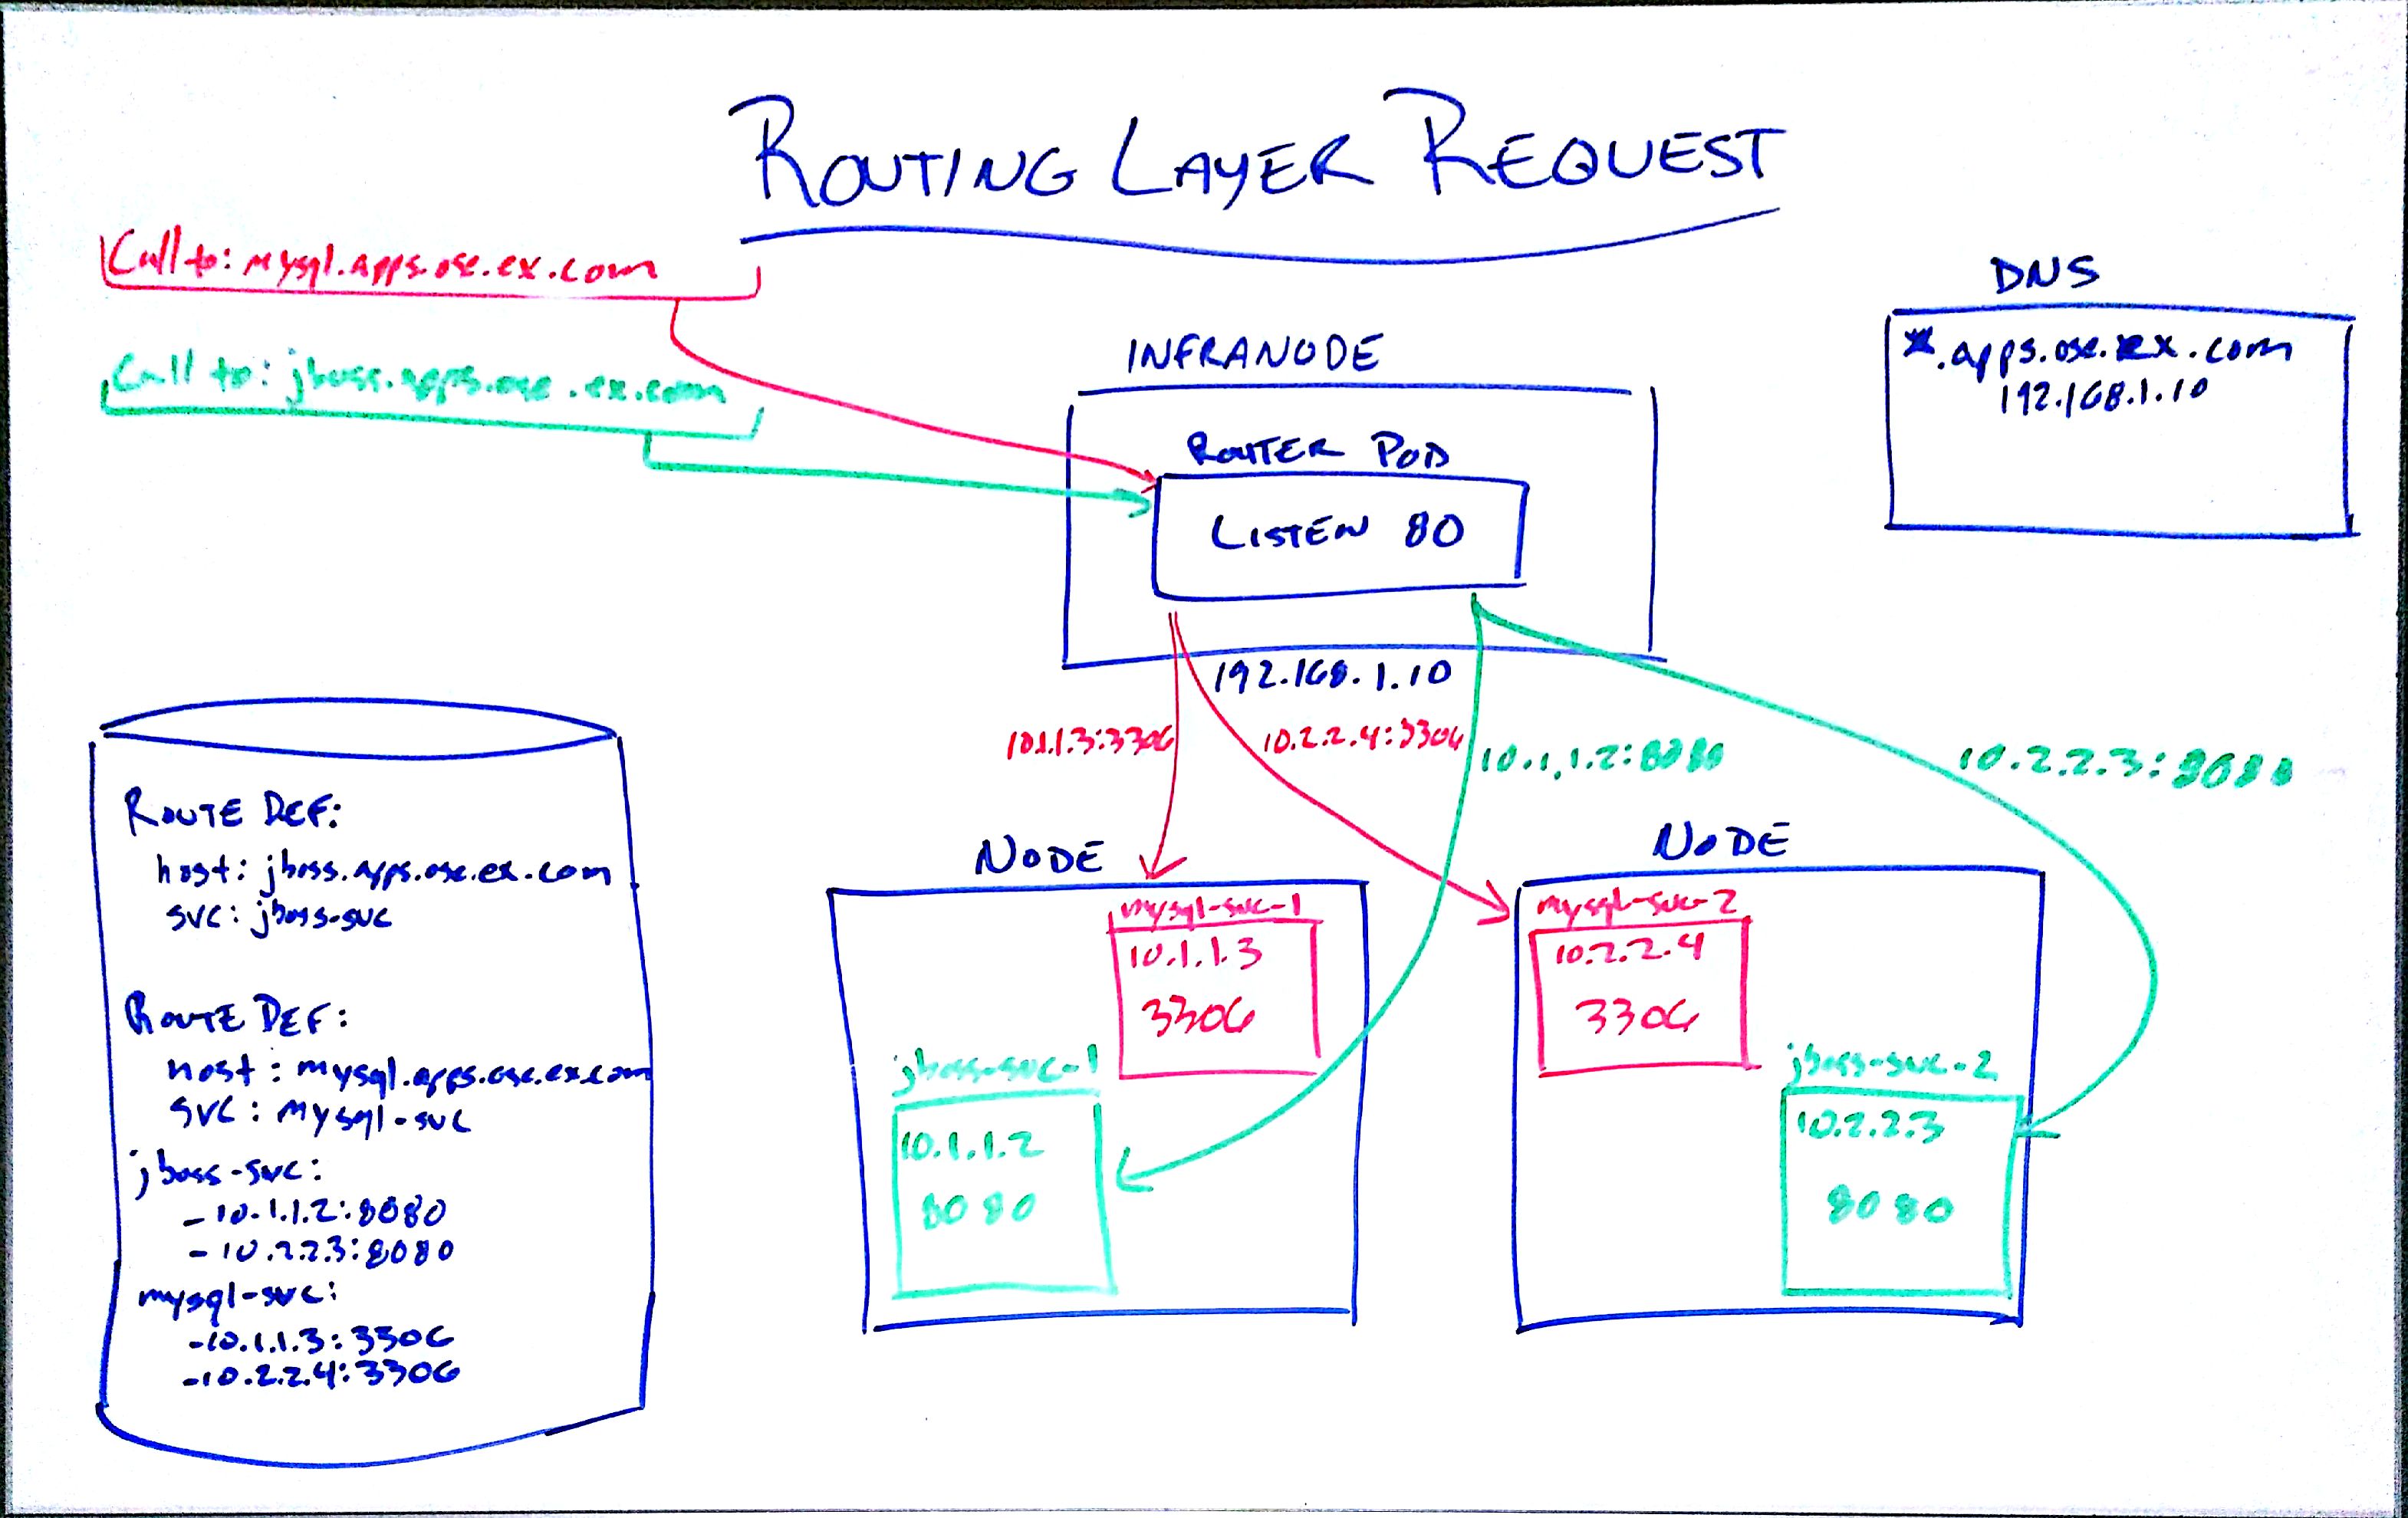 ROUTING LAYER REQUEST
Call to: mysql.apps.ose.ex.com
Call to: jboss.apps.ose.ex.com
DNS
*.apps.ose.ex.com
192.168.1.10
INFRANODE
ROUTER POD
LISTEN 80
192.168.1.10
10.1.1.3:3306
10.2.2.4:3306
10.1.1.2:8080
10.2.2.3:8080
ROUTE DEF:
host: jboss.apps.ose.ex.com
svc: jboss-svc
ROUTE DEF:
host: mysql.apps.ose.ex.com
svc: mysql-svc
jboss-svc:
- 10.1.1.2:8080
- 10.2.2.3:8080
mysql-svc:
-10.1.1.3:3306
-10.2.2.4:3306
NODE
mysql-svc-1
10.1.1.3
3306
jboss-svc-1
10.1.1.2
8080
NODE
mysql-svc-2
10.2.2.4
3306
jboss-svc-2
10.2.2.3
8080